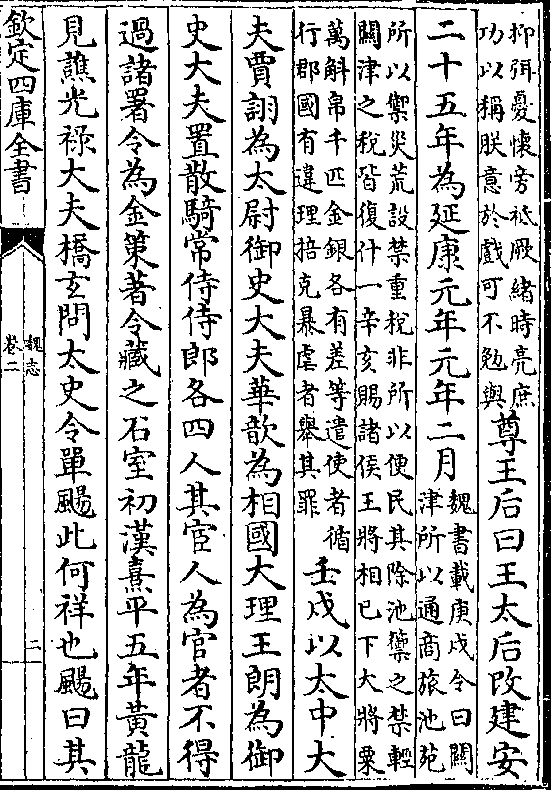 抑弭憂懷旁祗厥緒時亮庶
功以稱朕意於戲可不勉與
尊王后曰王太后改建安
二十五年為延康元年元年二月
魏書載庚戌令曰關
津所以通商旅池苑
所以禦災荒設禁重稅非所以便民其除池籞之禁輕
關津之稅皆復什一辛亥賜諸侯王將相已下大將粟
萬斛帛千匹金銀各有差等遣使者循
行郡國有違理掊克暴虐者舉其罪
壬戌以太中大
夫賈詡為太尉御史大夫華歆為相國大理王朗為御
史大夫置散騎常侍侍郎各四人其宦人為官者不得
過諸署令為金策著令藏之石室初漢熹平五年黃龍
見譙光祿大夫橋玄問太史令單颺此何祥也颺曰其
欽定四庫全書
魏志
卷二
二